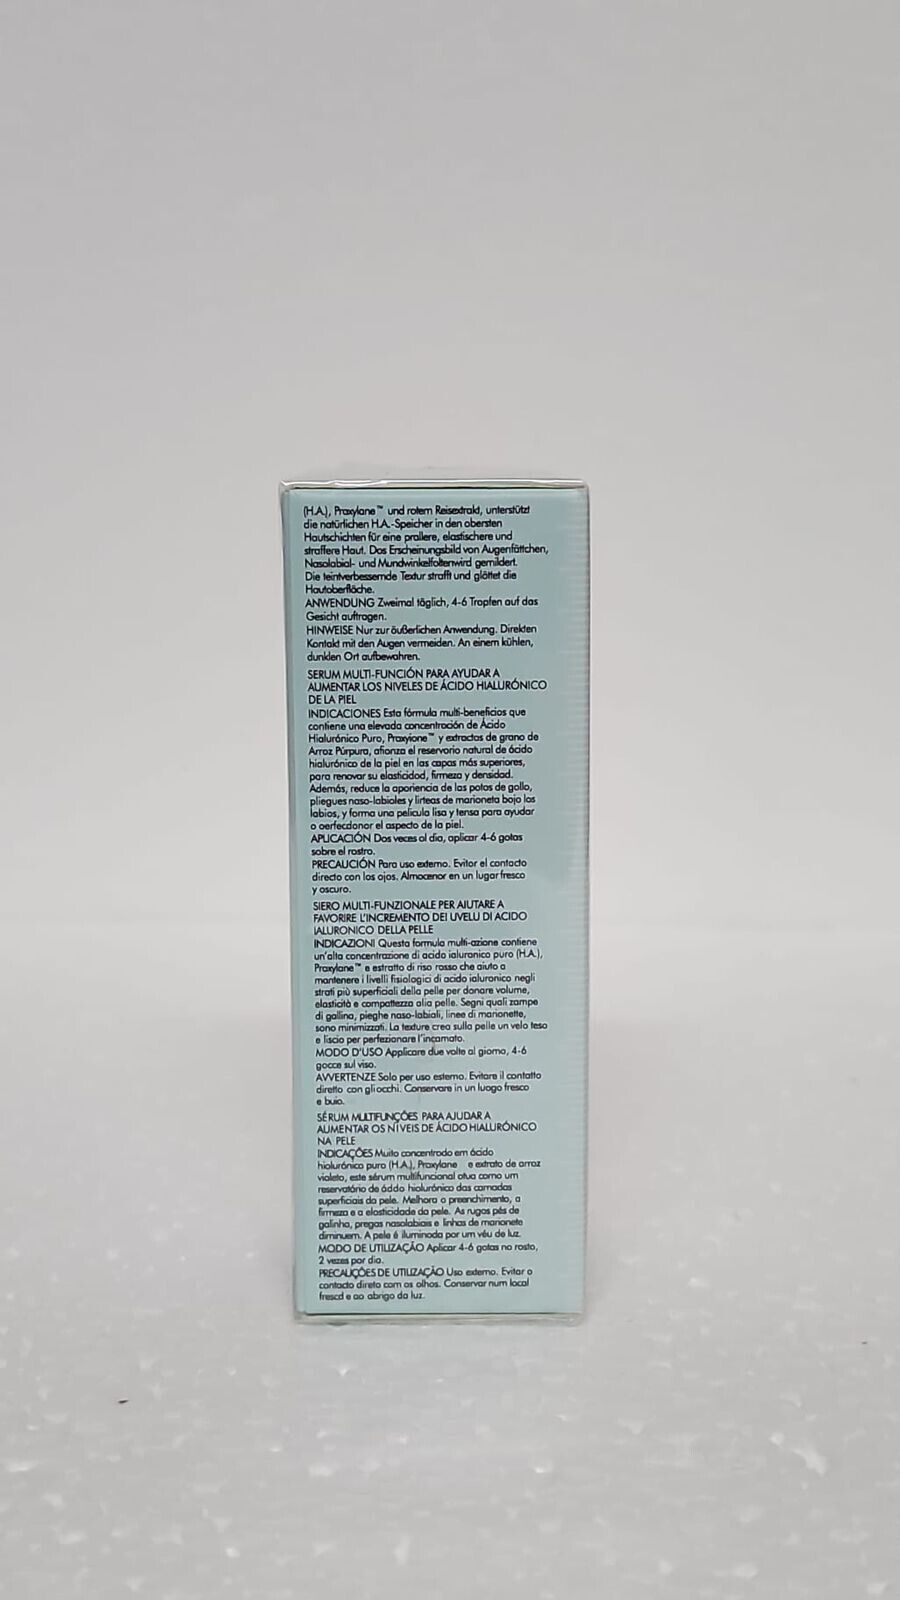 (H.A.), Proxylane™ und rotem Reisextrakt, unterstützt
die natürlichen H.A.-Speicher in den obersten
Hautschichten für eine prallere, elastischere und
straffere Haut. Das Erscheinungsbild von Augenfältchen,
Nasolabial- und Mundwinkelfaltenwird gemildert.
Die teintverbessernde Textur strafft und glättet die
Hautoberfläche.
ANWENDUNG Zweimal täglich, 4-6 Tropfen auf das
Gesicht auftragen.
HINWEISE Nur zur äußerlichen Anwendung. Direkten
Kontakt mit den Augen vermeiden. An einem kühlen,
dunklen Ort aufbewahren.
SERUM MULTI-FUNCIÓN PARA AYUDAR A
AUMENTAR LOS NIVELES DE ÁCIDO HIALURÓNICO
DE LA PIEL
INDICACIONES Esta fórmula multi-beneficios que
contiene una elevada concentración de Ácido
Hialurónico Puro, Proxyione™ y extractos de grano de
Arroz Púrpura, afianza el reservorio natural de ácido
hialurónico de la piel en las capas más superiores,
para renovar su elasticidad, firmeza y densidad.
Además, reduce la apariencia de las patas de gallo,
pliegues naso-labioles y lirteas de marioneta bajo los
labios, y forma una película lisa y tensa para ayudar
o oerfecdonor el aspecto de la piel.
APLICACIÓN Dos veces al dia, aplicar 4-6 gotas
sobre el rostro.
PRECAUCIÓN Para uso externo. Evitor el contacto
directo con los ojos. Almocenor en un lugar fresco
y oscuro.
SIERO MULTI-FUNZIONALE PER AIUTARE A
FAVORIRE L'INCREMENTO DEI UVELU DI ACIDO
IALURONICO DELLA PELLE
INDICAZIONI Questa formula multi-azione contiene
un'alta concentrazione di acido ialuronico puro (H.A.),
Proxylane™ e estratto di riso rosso che aiuta a
mantenere i livelli fisiologici di acido ialuronico negli
strati più superficiali della pelle per donare volume,
elasticità e compattezza alia pelle. Segni quali zampe
di gallina, pieghe naso-labiali, linee di marionette,
sono minimizzati. La texture crea sulla pelle un velo teso
e liscio per perfezionare l'incarnato.
MODO D'USO Applicare due volte al giorno, 4-6
gocce sul viso.
AVVERTENZE Solo per uso esterno. Evitare il contatto
diretto con gli occhi. Conservare in un luogo fresco
e buio.
SÉRUM MULTIFUNÇÕES PARA AJUDAR A
AUMENTAR OS NÍVEIS DE ÁCIDO HIALURÓNICO
NA PELE
INDICAÇÕES Muito concentrodo em ácido
hialurónico puro (H.A.), Proxylane e extrato de arroz
violeta, este sérum multifuncional atua como um
reservatório de áddo hialurónico das camadas
superficiais da pele. Melhora o preenchimento, a
firmeza e a elosticidade da pele. As rugos pés de
galinha, pregas nasolabiais e linhas de marioneta
diminuem. A pele é iluminada por um véu de luz.
MODO DE UTILIZAÇÃO Aplicar 4-6 gotas no rosto,
2 vezes por dia.
PRECAUÇÕES DE UTILIZAÇÃO Uso externo. Evitar o
contacto direto com os olhos. Conservar num local
frescd e ao abrigo da luz.